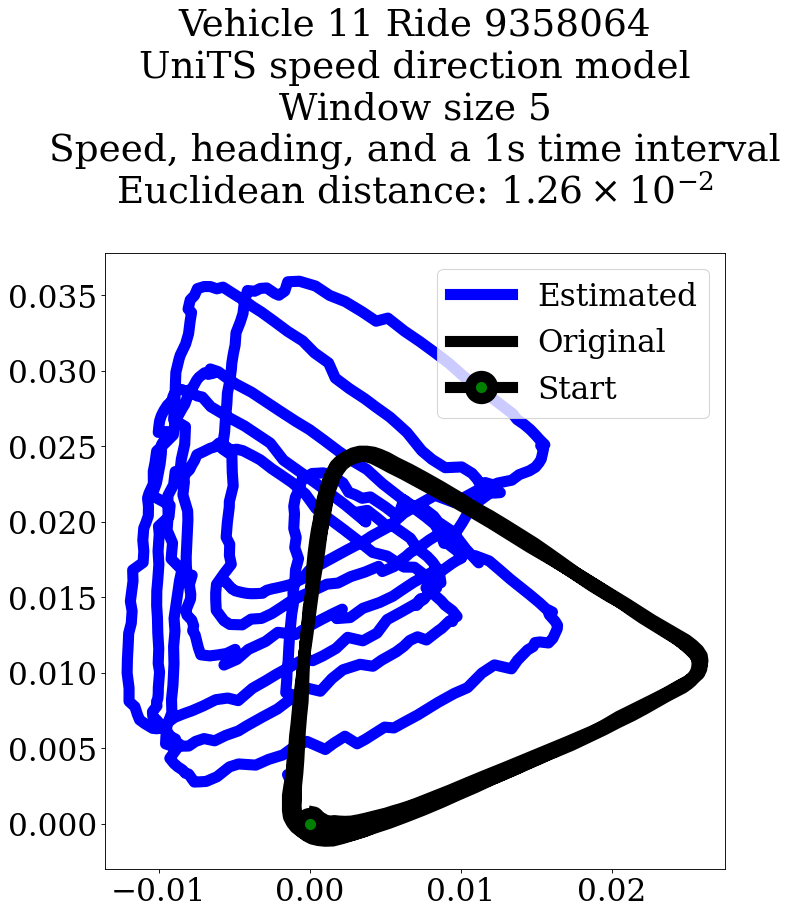 Vehicle 11 Ride 9358064
UniTS speed direction model
Window size 5
Speed, heading, and a 1s time interval
Euclidean distance: 1.26 × 10⁻²
Estimated
Original
Start
0.035
0.030
0.025
0.020
0.015
0.010
0.005
0.000
−0.01 0.00 0.01 0.02